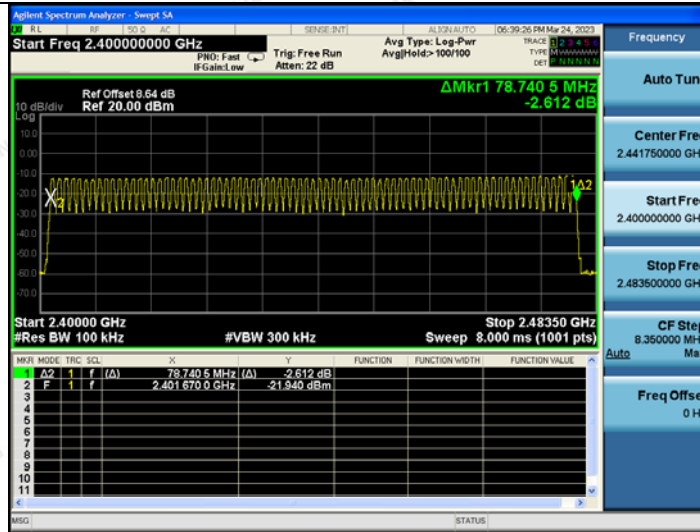 Agilent Spectrum Analyzer - Swept SA
RL RF 50 Ω AC SENSE:INT ALIGN AUTO 06:39:26 PM Mar 24, 2023
Start Freq 2.400000000 GHz
PNO: Fast
IFGain:Low
Trig: Free Run
Atten: 22 dB
Avg Type: Log-Pwr
Avg|Hold:> 100/100
TRACE 1 2 3 4 5 6
TYPE
DET P N N N N N
Ref Offset 8.64 dB
Ref 20.00 dBm
ΔMkr1 78.740 5 MHz
-2.612 dB
10 dB/div
Log
10.0
0.00
-10.0
-20.0
-30.0
-40.0
-50.0
-60.0
-70.0
2
1Δ2
Start 2.40000 GHz
Stop 2.48350 GHz
#Res BW 100 kHz
#VBW 300 kHz
Sweep 8.000 ms (1001 pts)
MKR MODE TRC SCL X Y FUNCTION FUNCTION WIDTH FUNCTION VALUE
1 Δ2 1 f (Δ) 78.740 5 MHz (Δ) -2.612 dB
2 F 1 f 2.401 670 0 GHz -21.940 dBm
3
4
5
6
7
8
9
10
11
MSG STATUS
Frequency
Auto Tun
Center Fre
2.441750000 GH
Start Fre
2.400000000 GH
Stop Fre
2.483500000 GH
CF Step
8.350000 MH
Auto Ma
Freq Offse
0 H